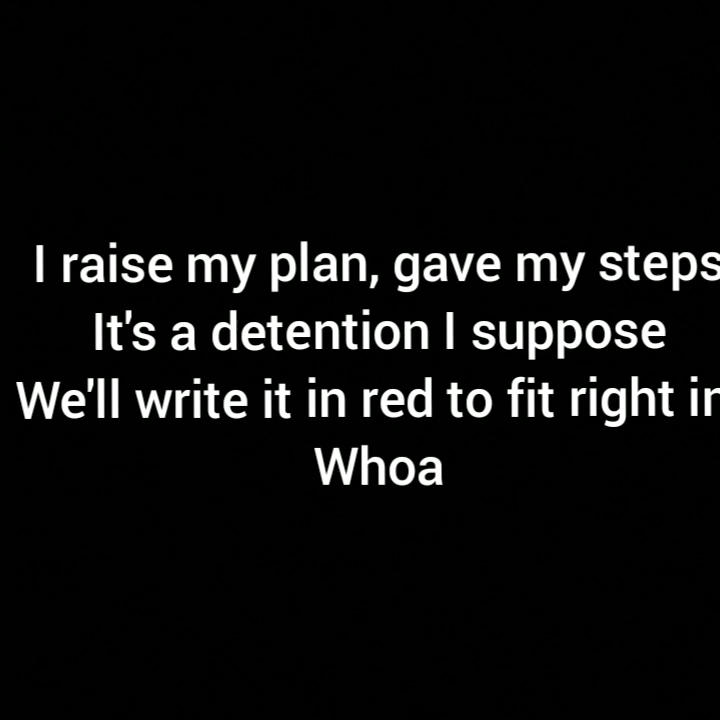 I raise my plan, gave my steps
It's a detention I suppose
We'll write it in red to fit right in
Whoa